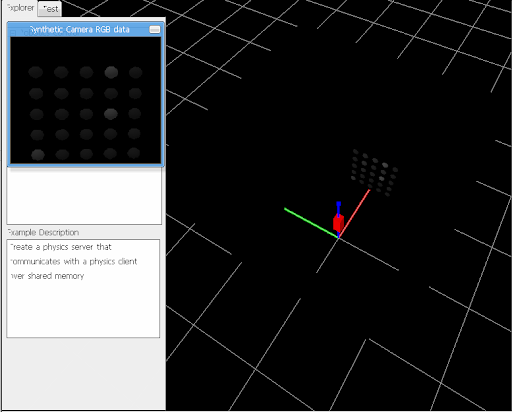 Explorer
Test
Synthetic Camera RGB data
Example Description
Create a physics server that
communicates with a physics client
over shared memory